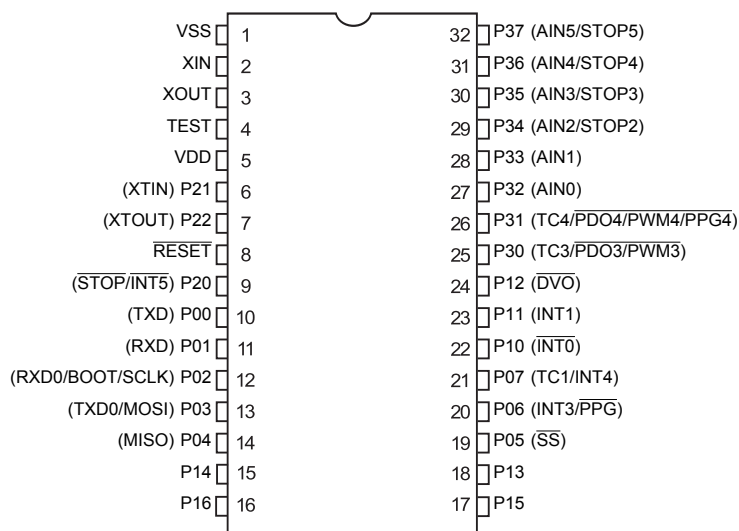 VSS 1 32 P37 (AIN5/STOP5)
XIN 2 31 P36 (AIN4/STOP4)
XOUT 3 30 P35 (AIN3/STOP3)
TEST 4 29 P34 (AIN2/STOP2)
VDD 5 28 P33 (AIN1)
(XTIN) P21 6 27 P32 (AIN0)
(XTOUT) P22 7 26 P31 (TC4/PDO4/PWM4/PPG4)
RESET 8 25 P30 (TC3/PDO3/PWM3)
(STOP/INT5) P20 9 24 P12 (DVO)
(TXD) P00 10 23 P11 (INT1)
(RXD) P01 11 22 P10 (INT0)
(RXD0/BOOT/SCLK) P02 12 21 P07 (TC1/INT4)
(TXD0/MOSI) P03 13 20 P06 (INT3/PPG)
(MISO) P04 14 19 P05 (SS)
P14 15 18 P13
P16 16 17 P15